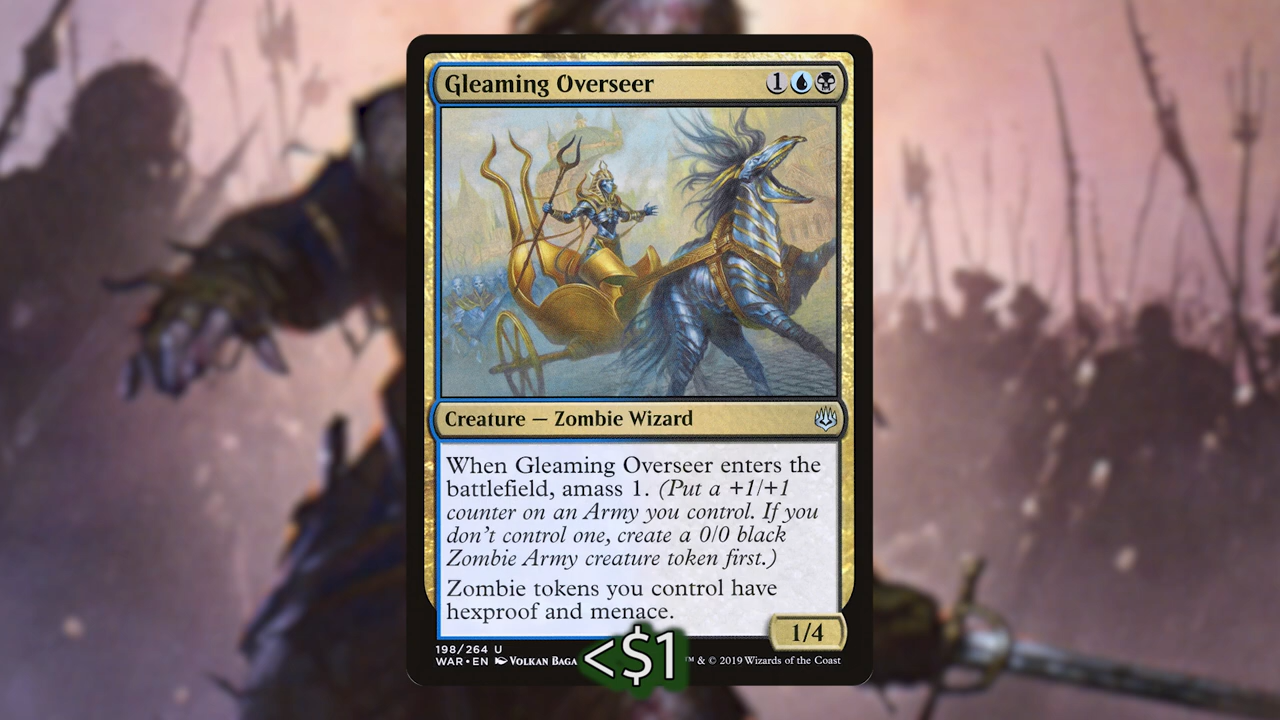 Gleaming Overseer 1
Creature — Zombie Wizard
When Gleaming Overseer enters the
battlefield, amass 1. (Put a +1/+1
counter on an Army you control. If you
don't control one, create a 0/0 black
Zombie Army creature token first.)
Zombie tokens you control have
hexproof and menace.
1/4
198/264 U
WAR • EN VOLKAN BAGA
<$1
™ & © 2019 Wizards of the Coast